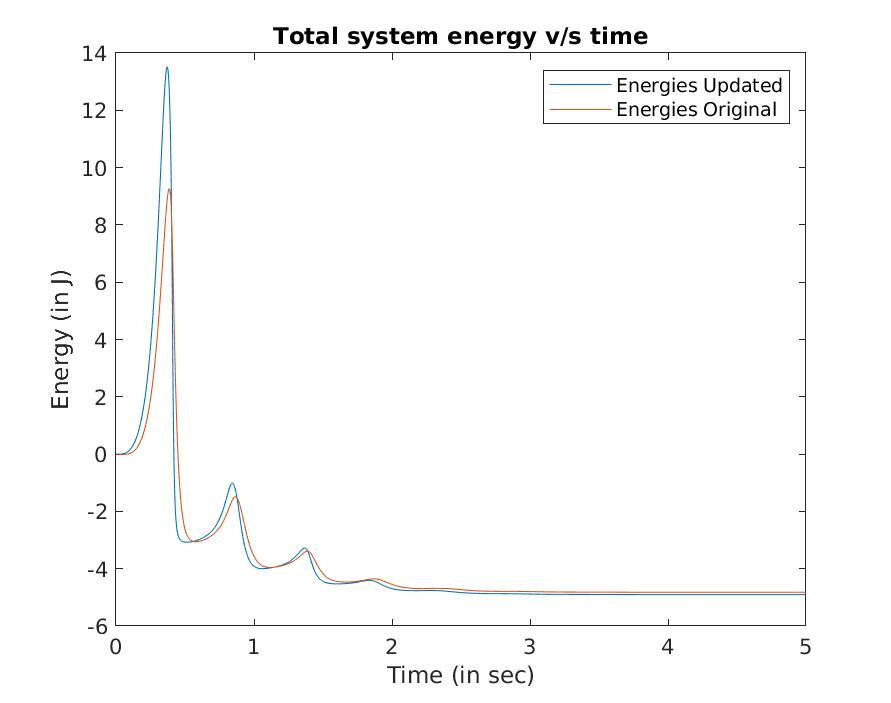 Total system energy v/s time
Energies Updated
Energies Original
14
12
10
8
6
4
2
0
-2
-4
-6
Energy (in J)
0 1 2 3 4 5
Time (in sec)